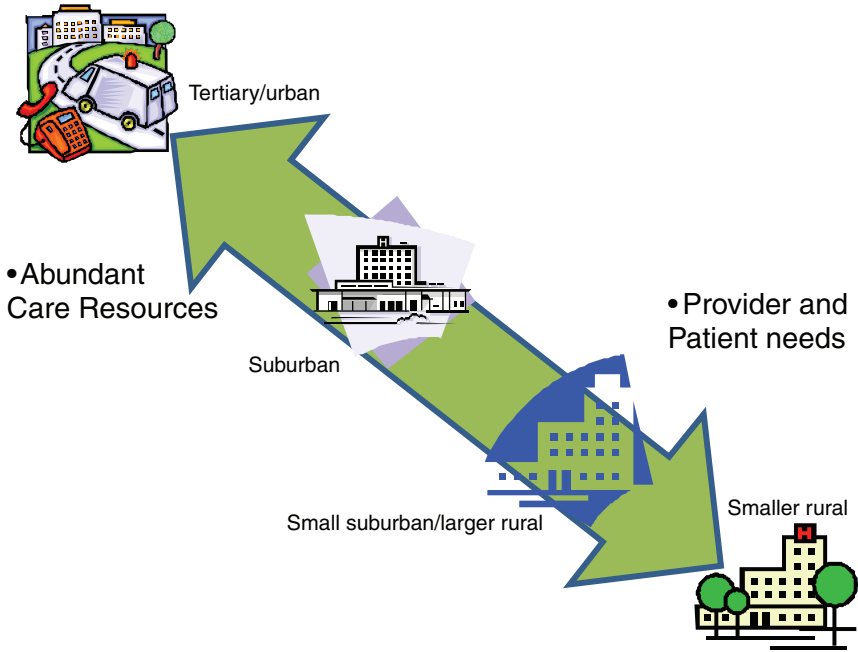 Tertiary/urban
•Abundant
Care Resources
•Provider and
Patient needs
Suburban
Small suburban/larger rural
Smaller rural
H
H